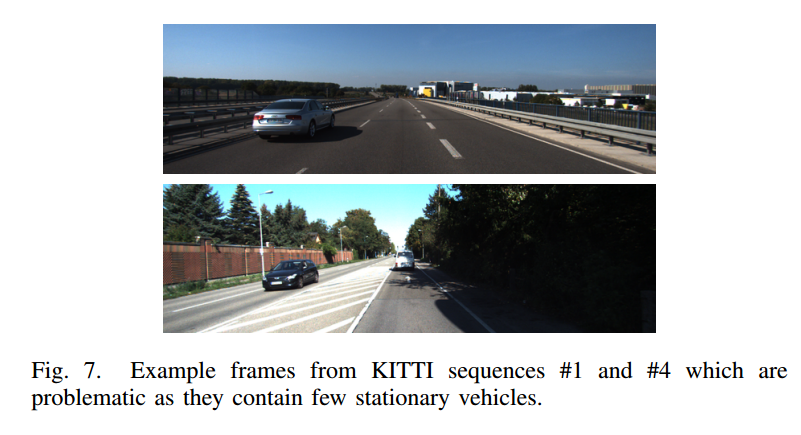 Fig. 7. Example frames from KITTI sequences #1 and #4 which are
problematic as they contain few stationary vehicles.